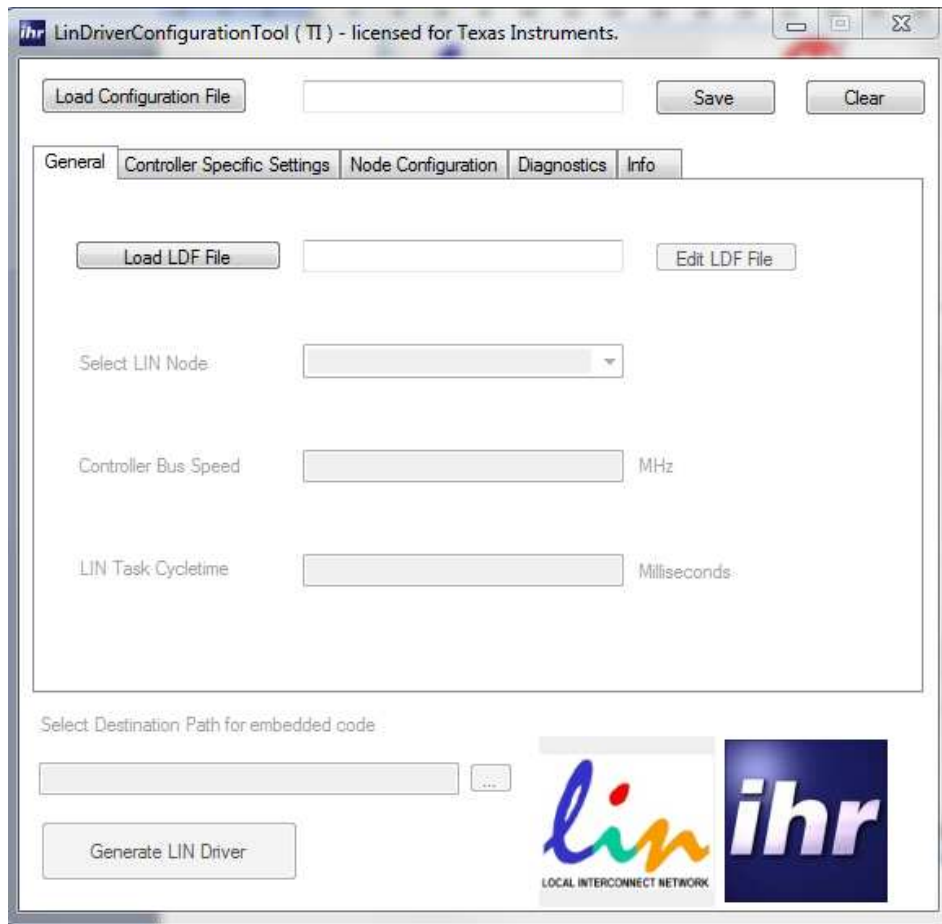 ihr LinDriverConfigurationTool ( TI ) - licensed for Texas Instruments.
Load Configuration File Save Clear
General Controller Specific Settings Node Configuration Diagnostics Info
Load LDF File Edit LDF File
Select LIN Node
Controller Bus Speed MHz
LIN Task Cycletime Milliseconds
Select Destination Path for embedded code
...
Generate LIN Driver
lin
LOCAL INTERCONNECT NETWORK
ihr